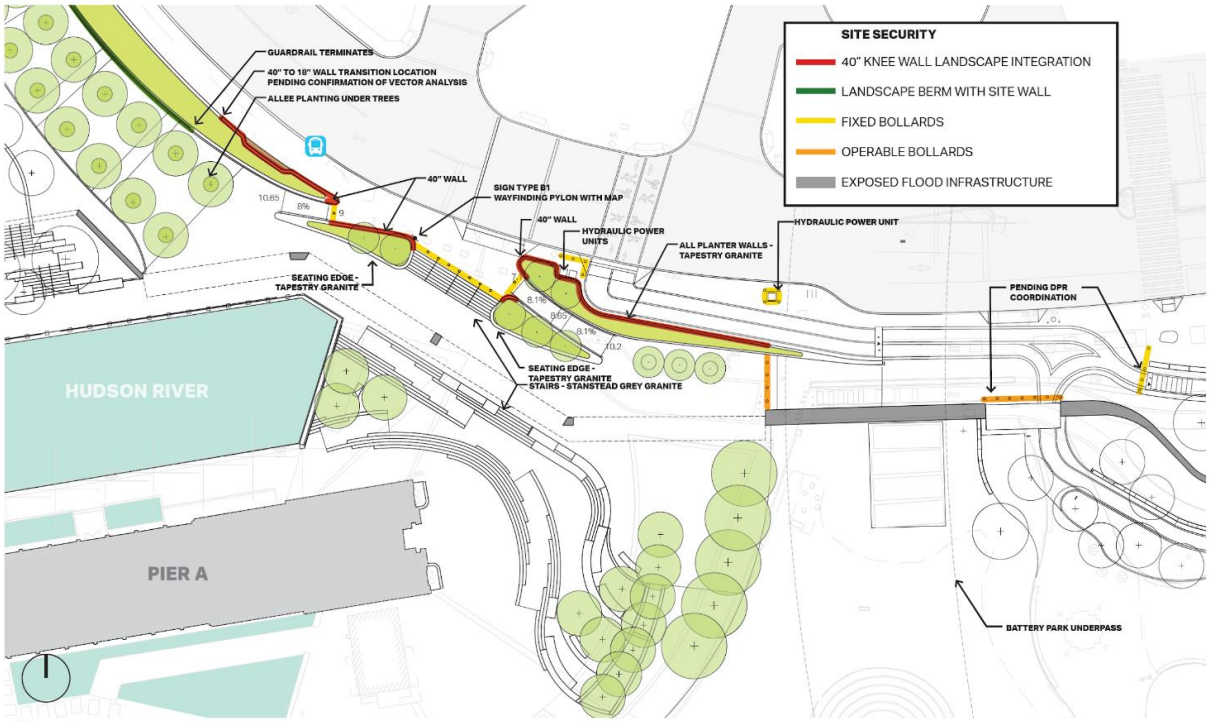 SITE SECURITY
40" KNEE WALL LANDSCAPE INTEGRATION
LANDSCAPE BERM WITH SITE WALL
FIXED BOLLARDS
OPERABLE BOLLARDS
EXPOSED FLOOD INFRASTRUCTURE
GUARDRAIL TERMINATES
40" TO 18" WALL TRANSITION LOCATION
PENDING CONFIRMATION OF VECTOR ANALYSIS
ALLEE PLANTING UNDER TREES
40" WALL
SIGN TYPE B1
WAYFINDING PYLON WITH MAP
10.65
8%
9
40" WALL
HYDRAULIC POWER
UNITS
HYDRAULIC POWER UNIT
ALL PLANTER WALLS -
TAPESTRY GRANITE
SEATING EDGE -
TAPESTRY GRANITE
7
8.1%
8.65
8.1%
10.2
PENDING DPR
COORDINATION
SEATING EDGE -
TAPESTRY GRANITE
STAIRS - STANSTEAD GREY GRANITE
HUDSON RIVER
PIER A
BATTERY PARK UNDERPASS